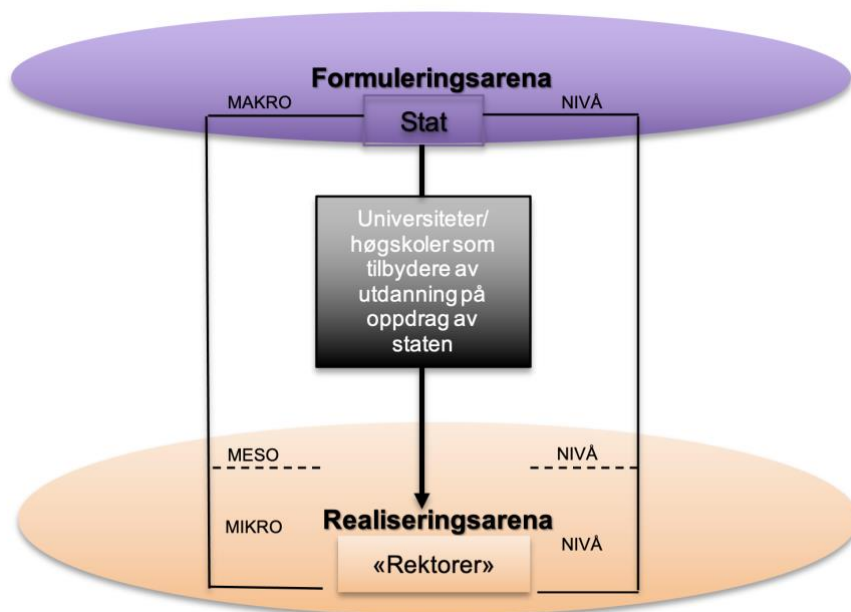 Formuleringsarena
MAKRO
NIVÅ
Stat
Universiteter/
høgskoler som
tilbydere av
utdanning på
oppdrag av
staten
MESO
NIVÅ
Realiseringsarena
MIKRO
NIVÅ
«Rektorer»